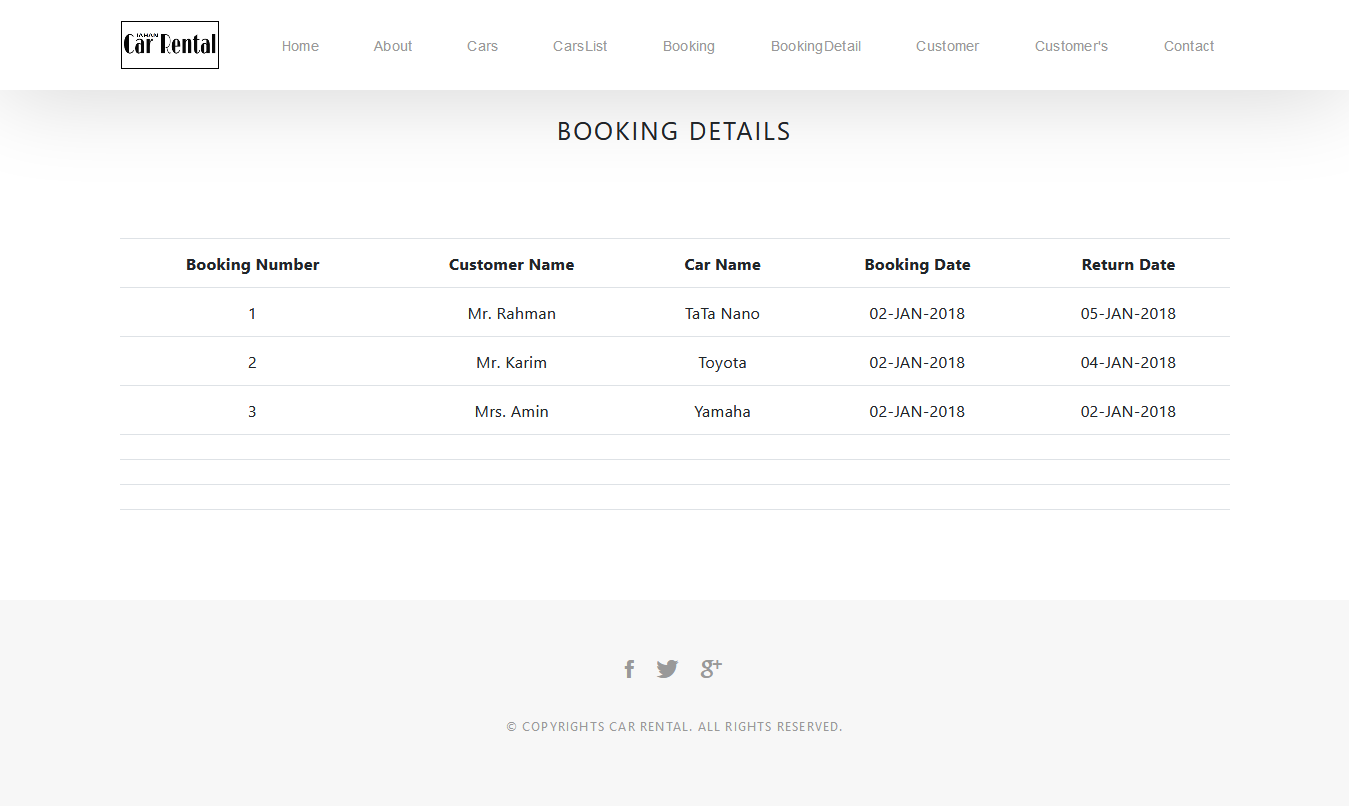 JAHAN
Car Rental
Home About Cars CarsList Booking BookingDetail Customer Customer's Contact
BOOKING DETAILS
Booking Number Customer Name Car Name Booking Date Return Date
1 Mr. Rahman TaTa Nano 02-JAN-2018 05-JAN-2018
2 Mr. Karim Toyota 02-JAN-2018 04-JAN-2018
3 Mrs. Amin Yamaha 02-JAN-2018 02-JAN-2018
© COPYRIGHTS CAR RENTAL. ALL RIGHTS RESERVED.